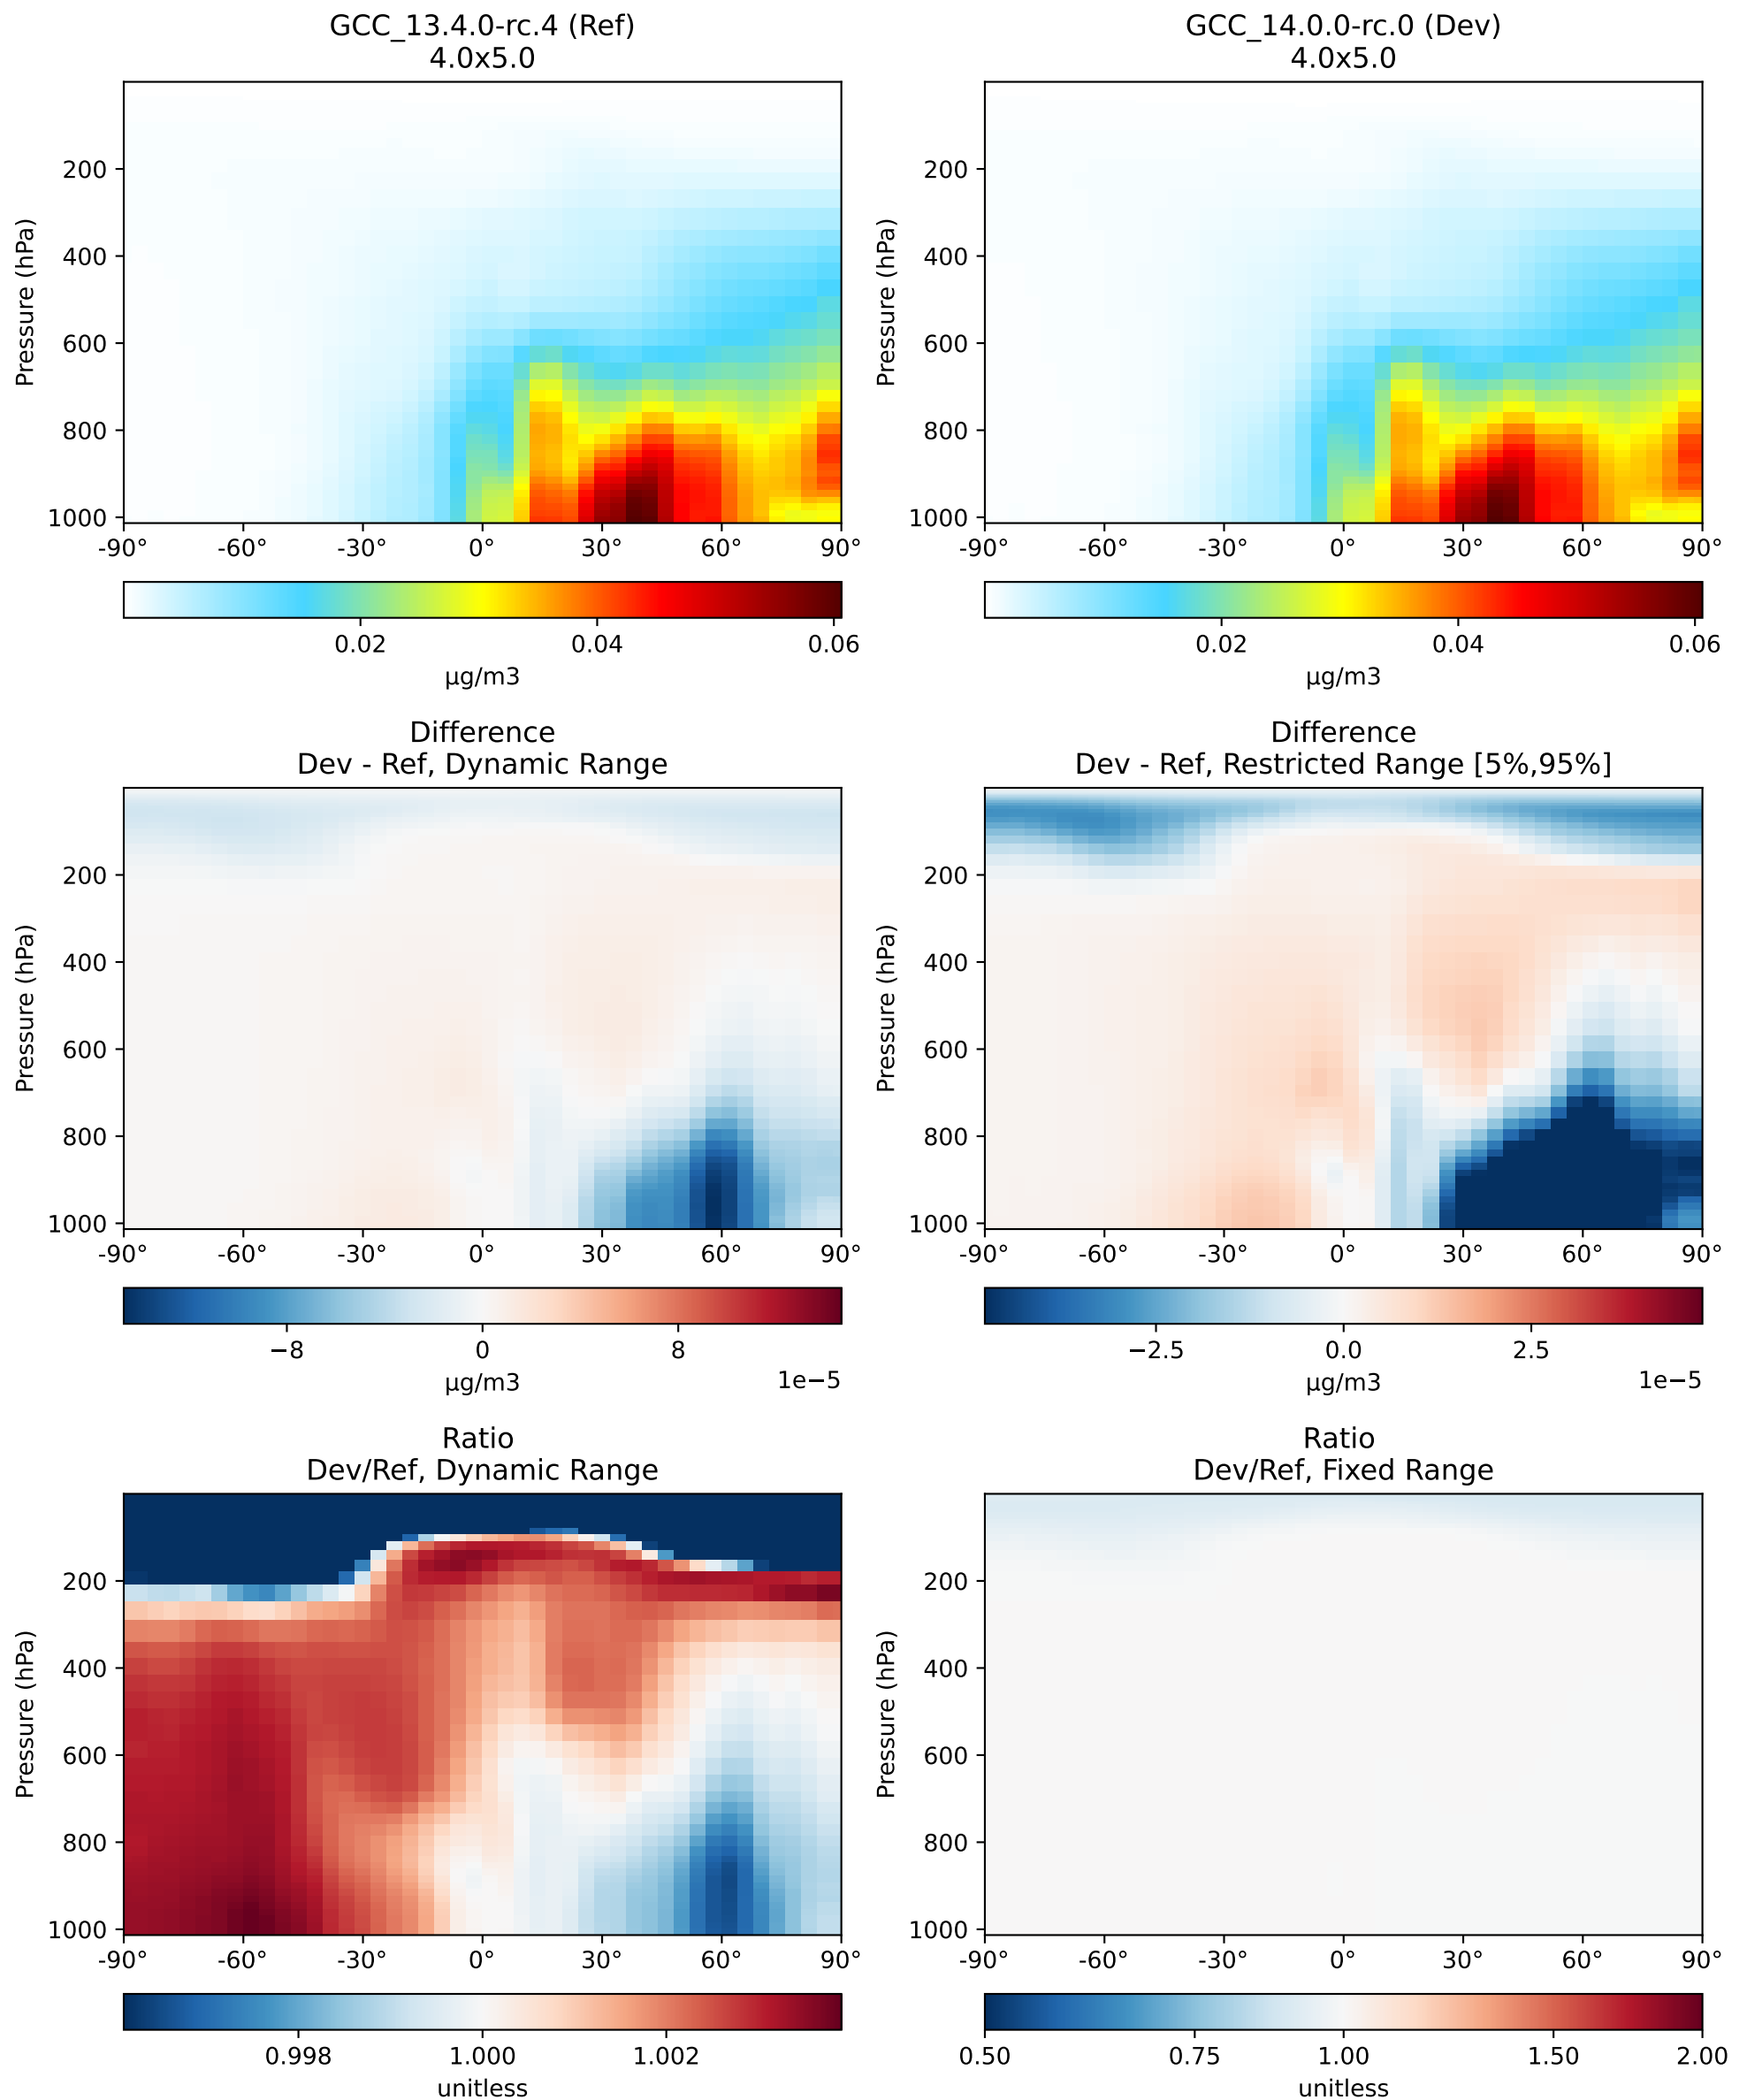 GCC_13.4.0-rc.4 (Ref)
4.0x5.0
Pressure (hPa)
200
400
600
800
1000
-90° -60° -30° 0° 30° 60° 90°
0.02 0.04 0.06
μg/m3
GCC_14.0.0-rc.0 (Dev)
4.0x5.0
Pressure (hPa)
200
400
600
800
1000
-90° -60° -30° 0° 30° 60° 90°
0.02 0.04 0.06
μg/m3
Difference
Dev - Ref, Dynamic Range
Pressure (hPa)
200
400
600
800
1000
-90° -60° -30° 0° 30° 60° 90°
−8 0 8
μg/m3 1e−5
Difference
Dev - Ref, Restricted Range [5%,95%]
Pressure (hPa)
200
400
600
800
1000
-90° -60° -30° 0° 30° 60° 90°
−2.5 0.0 2.5
μg/m3 1e−5
Ratio
Dev/Ref, Dynamic Range
Pressure (hPa)
200
400
600
800
1000
-90° -60° -30° 0° 30° 60° 90°
0.998 1.000 1.002
unitless
Ratio
Dev/Ref, Fixed Range
Pressure (hPa)
200
400
600
800
1000
-90° -60° -30° 0° 30° 60° 90°
0.50 0.75 1.00 1.50 2.00
unitless